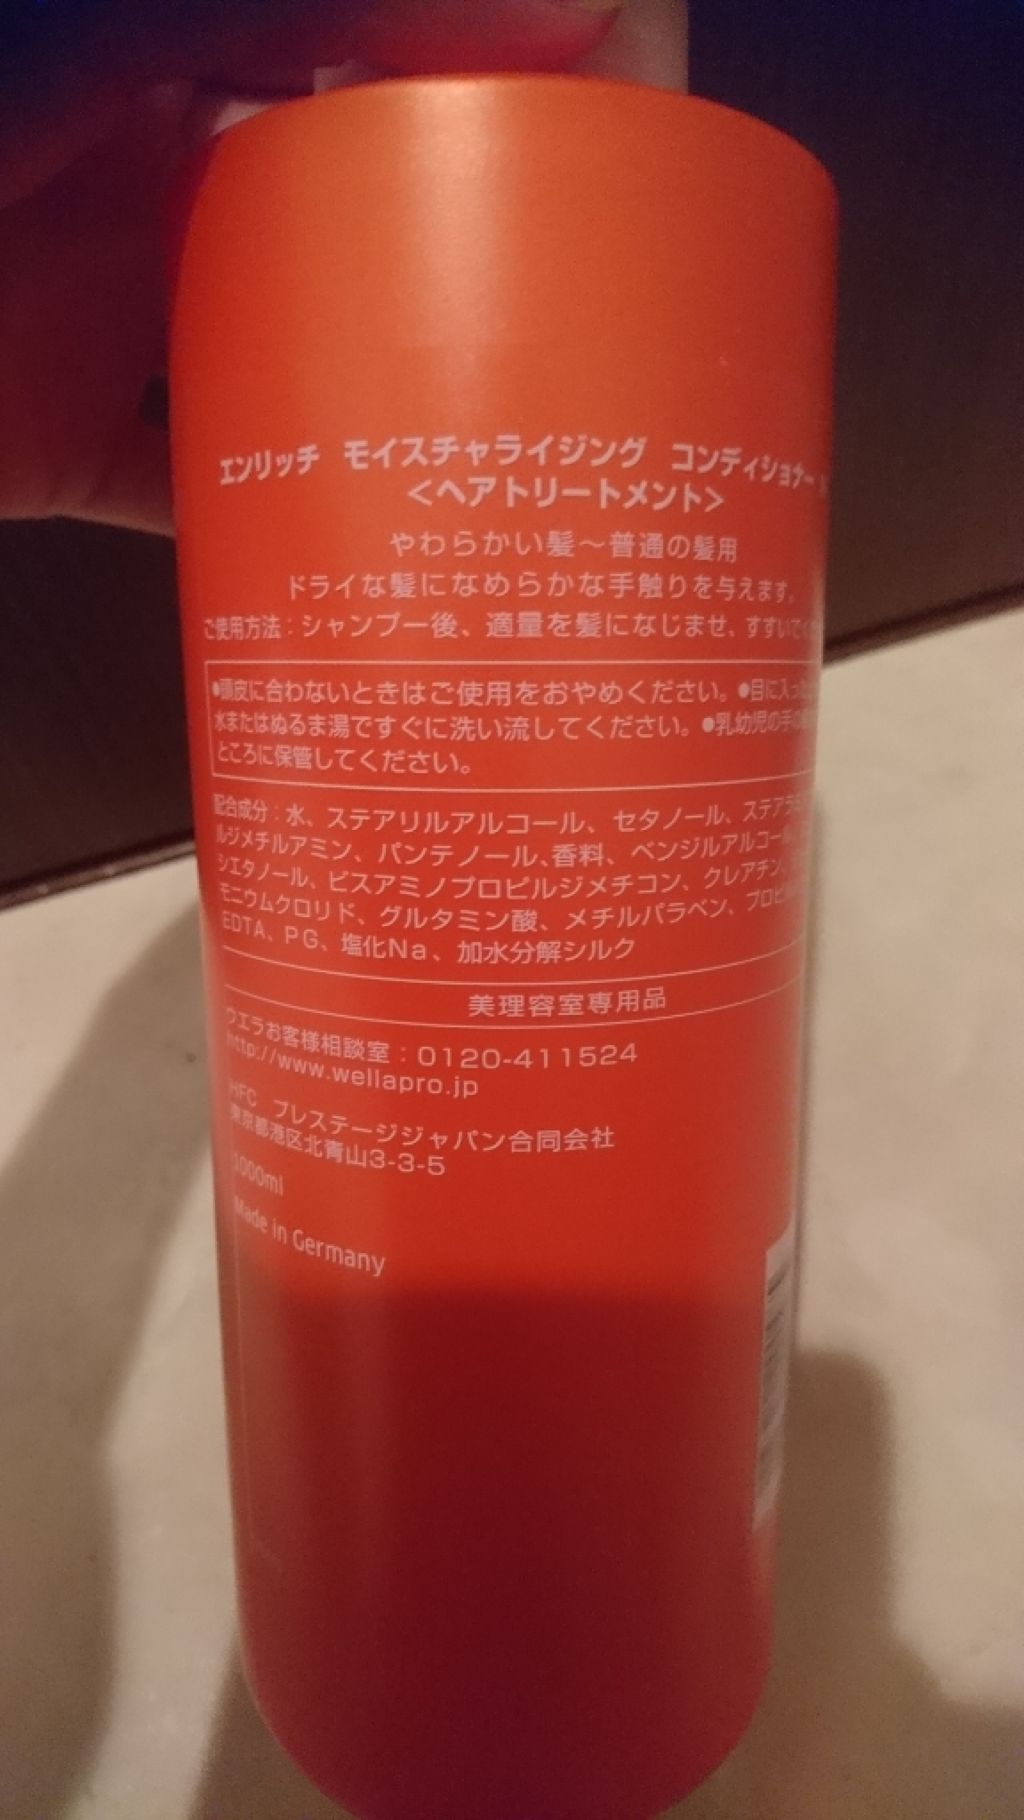 エンリッチ モイスチャライジング コンディショナー
<ヘアトリートメント>
やわらかい髪～普通の髪用
ドライな髪になめらかな手触りを与えます。
ご使用方法:シャンプー後、適量を髪になじませ、すすいでく
●頭皮に合わないときはご使用をおやめください。●目に入った
水またはぬるま湯ですぐに洗い流してください。●乳幼児の手の
ところに保管してください。
配合成分:水、ステアリルアルコール、セタノール、ステアラミ
ルジメチルアミン、パンテノール、香料、ベンジルアルコール
シエタノール、ビスアミノプロピルジメチコン、クレアチン、
モニウムクロリド、グルタミン酸、メチルパラベン、プロピル
EDTA、PG、塩化Na、加水分解シルク
美理容室専用品
ウエラお客様相談室:0120-411524
http://www.wellapro.jp
HFC プレステージジャパン合同会社
東京都港区北青山3-3-5
1000ml
Made in Germany